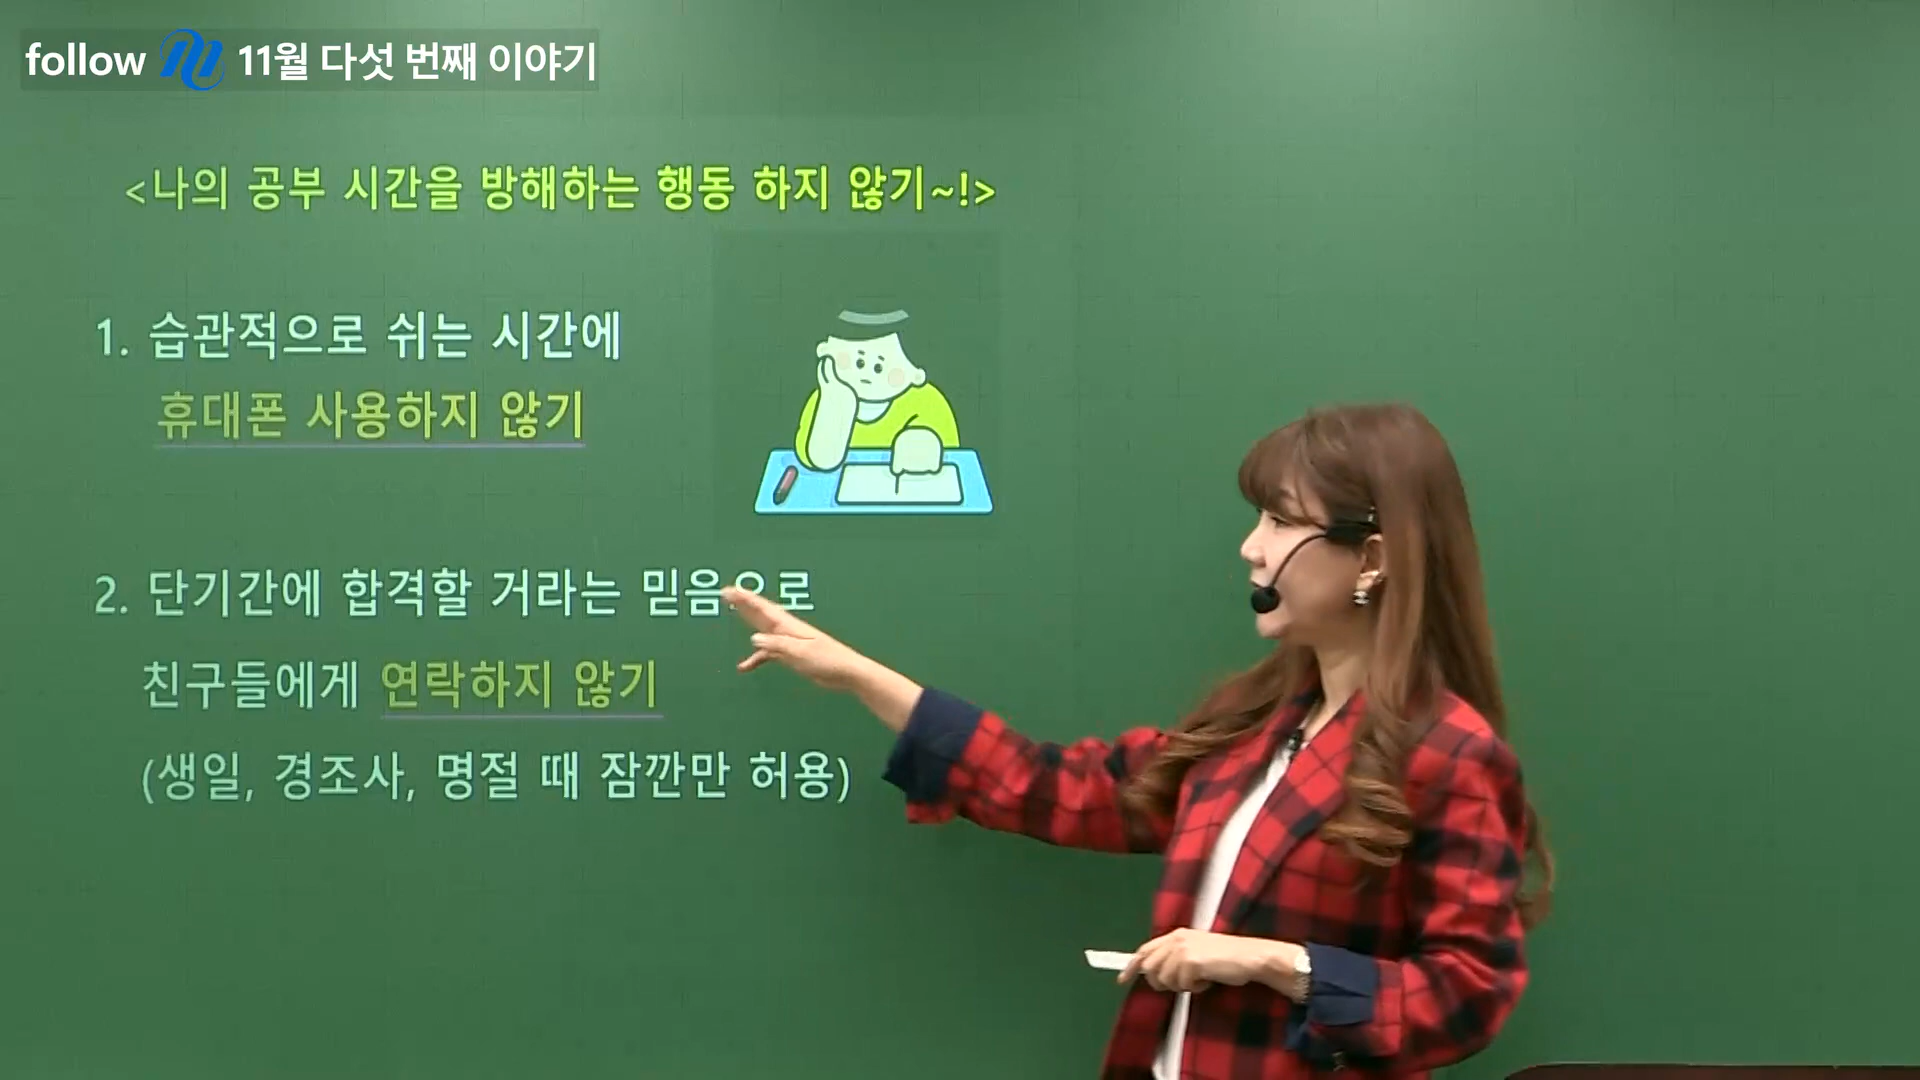 follow 11월 다섯 번째 이야기
<나의 공부 시간을 방해하는 행동 하지 않기~!>
1. 습관적으로 쉬는 시간에
휴대폰 사용하지 않기
2. 단기간에 합격할 거라는 믿음으로
친구들에게 연락하지 않기
(생일, 경조사, 명절 때 잠깐만 허용)